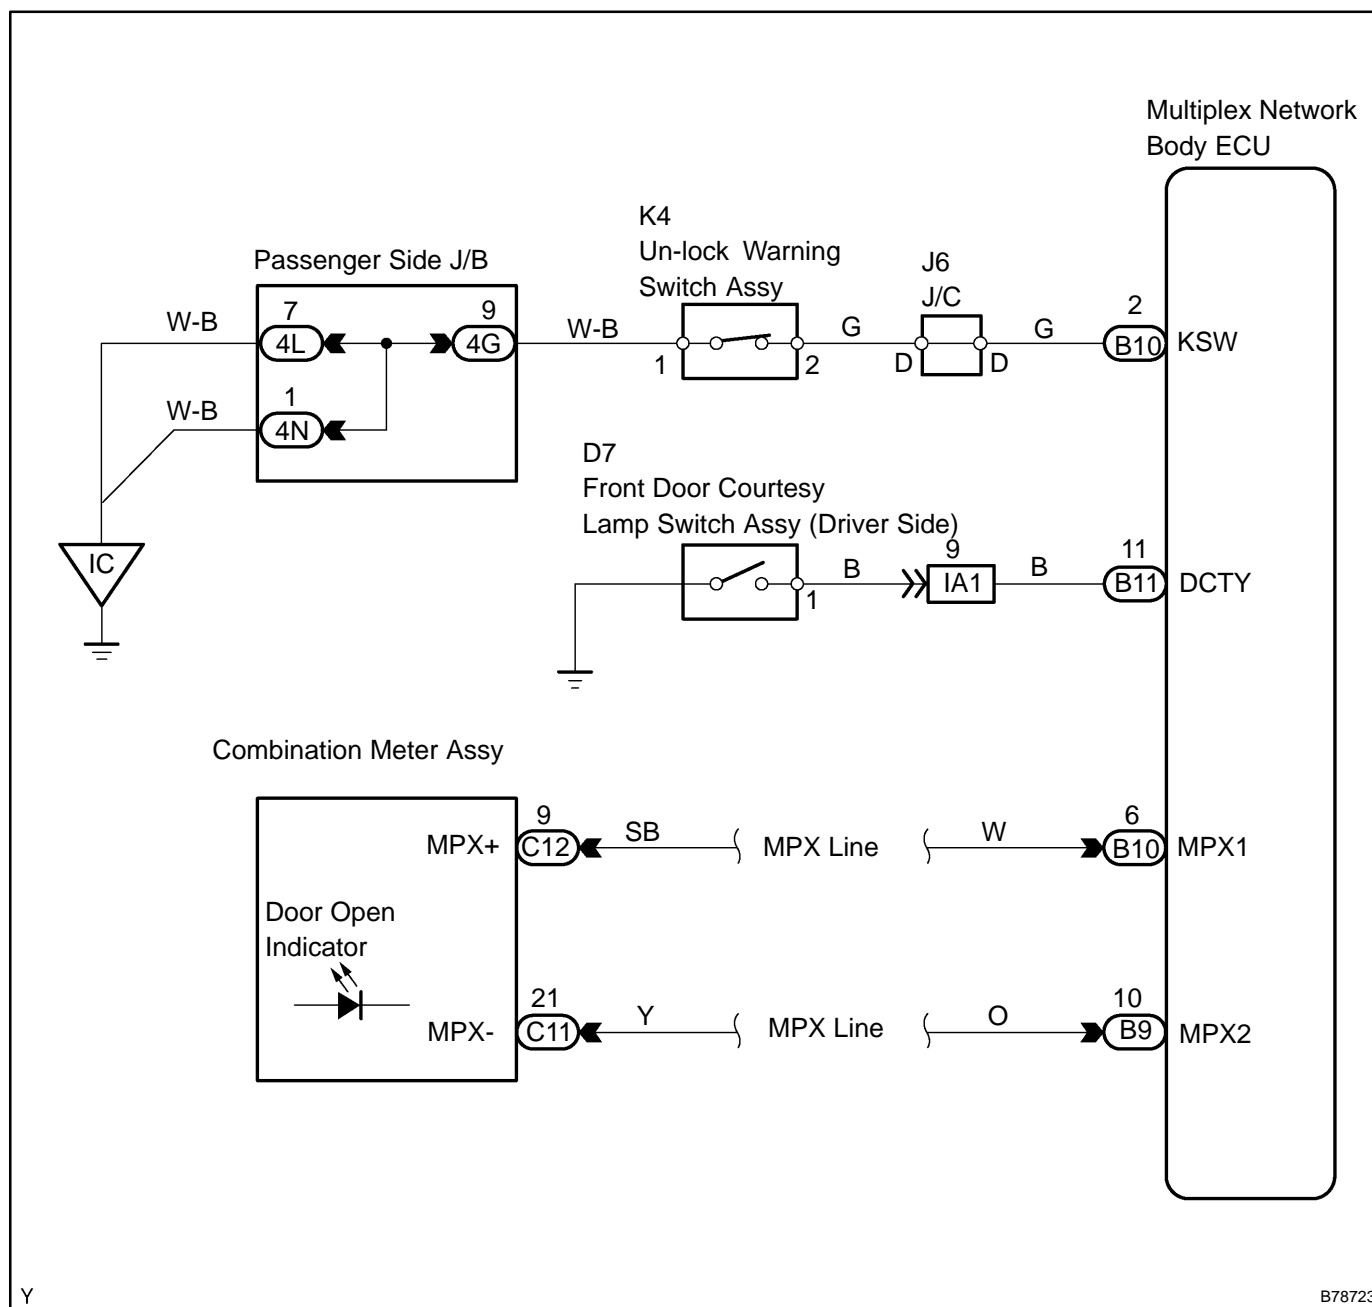 Multiplex Network
Body ECU
K4
Un-lock Warning
Switch Assy
J6
J/C
Passenger Side J/B
W-B
7
4L
9
4G
W-B
1
2
G
D
D
G
2
B10
KSW
W-B
1
4N
IC
D7
Front Door Courtesy
Lamp Switch Assy (Driver Side)
1
B
9
IA1
B
11
B11
DCTY
Combination Meter Assy
MPX+
9
C12
SB
MPX Line
W
6
B10
MPX1
Door Open
Indicator
MPX-
21
C11
Y
MPX Line
O
10
B9
MPX2
Y
B78723